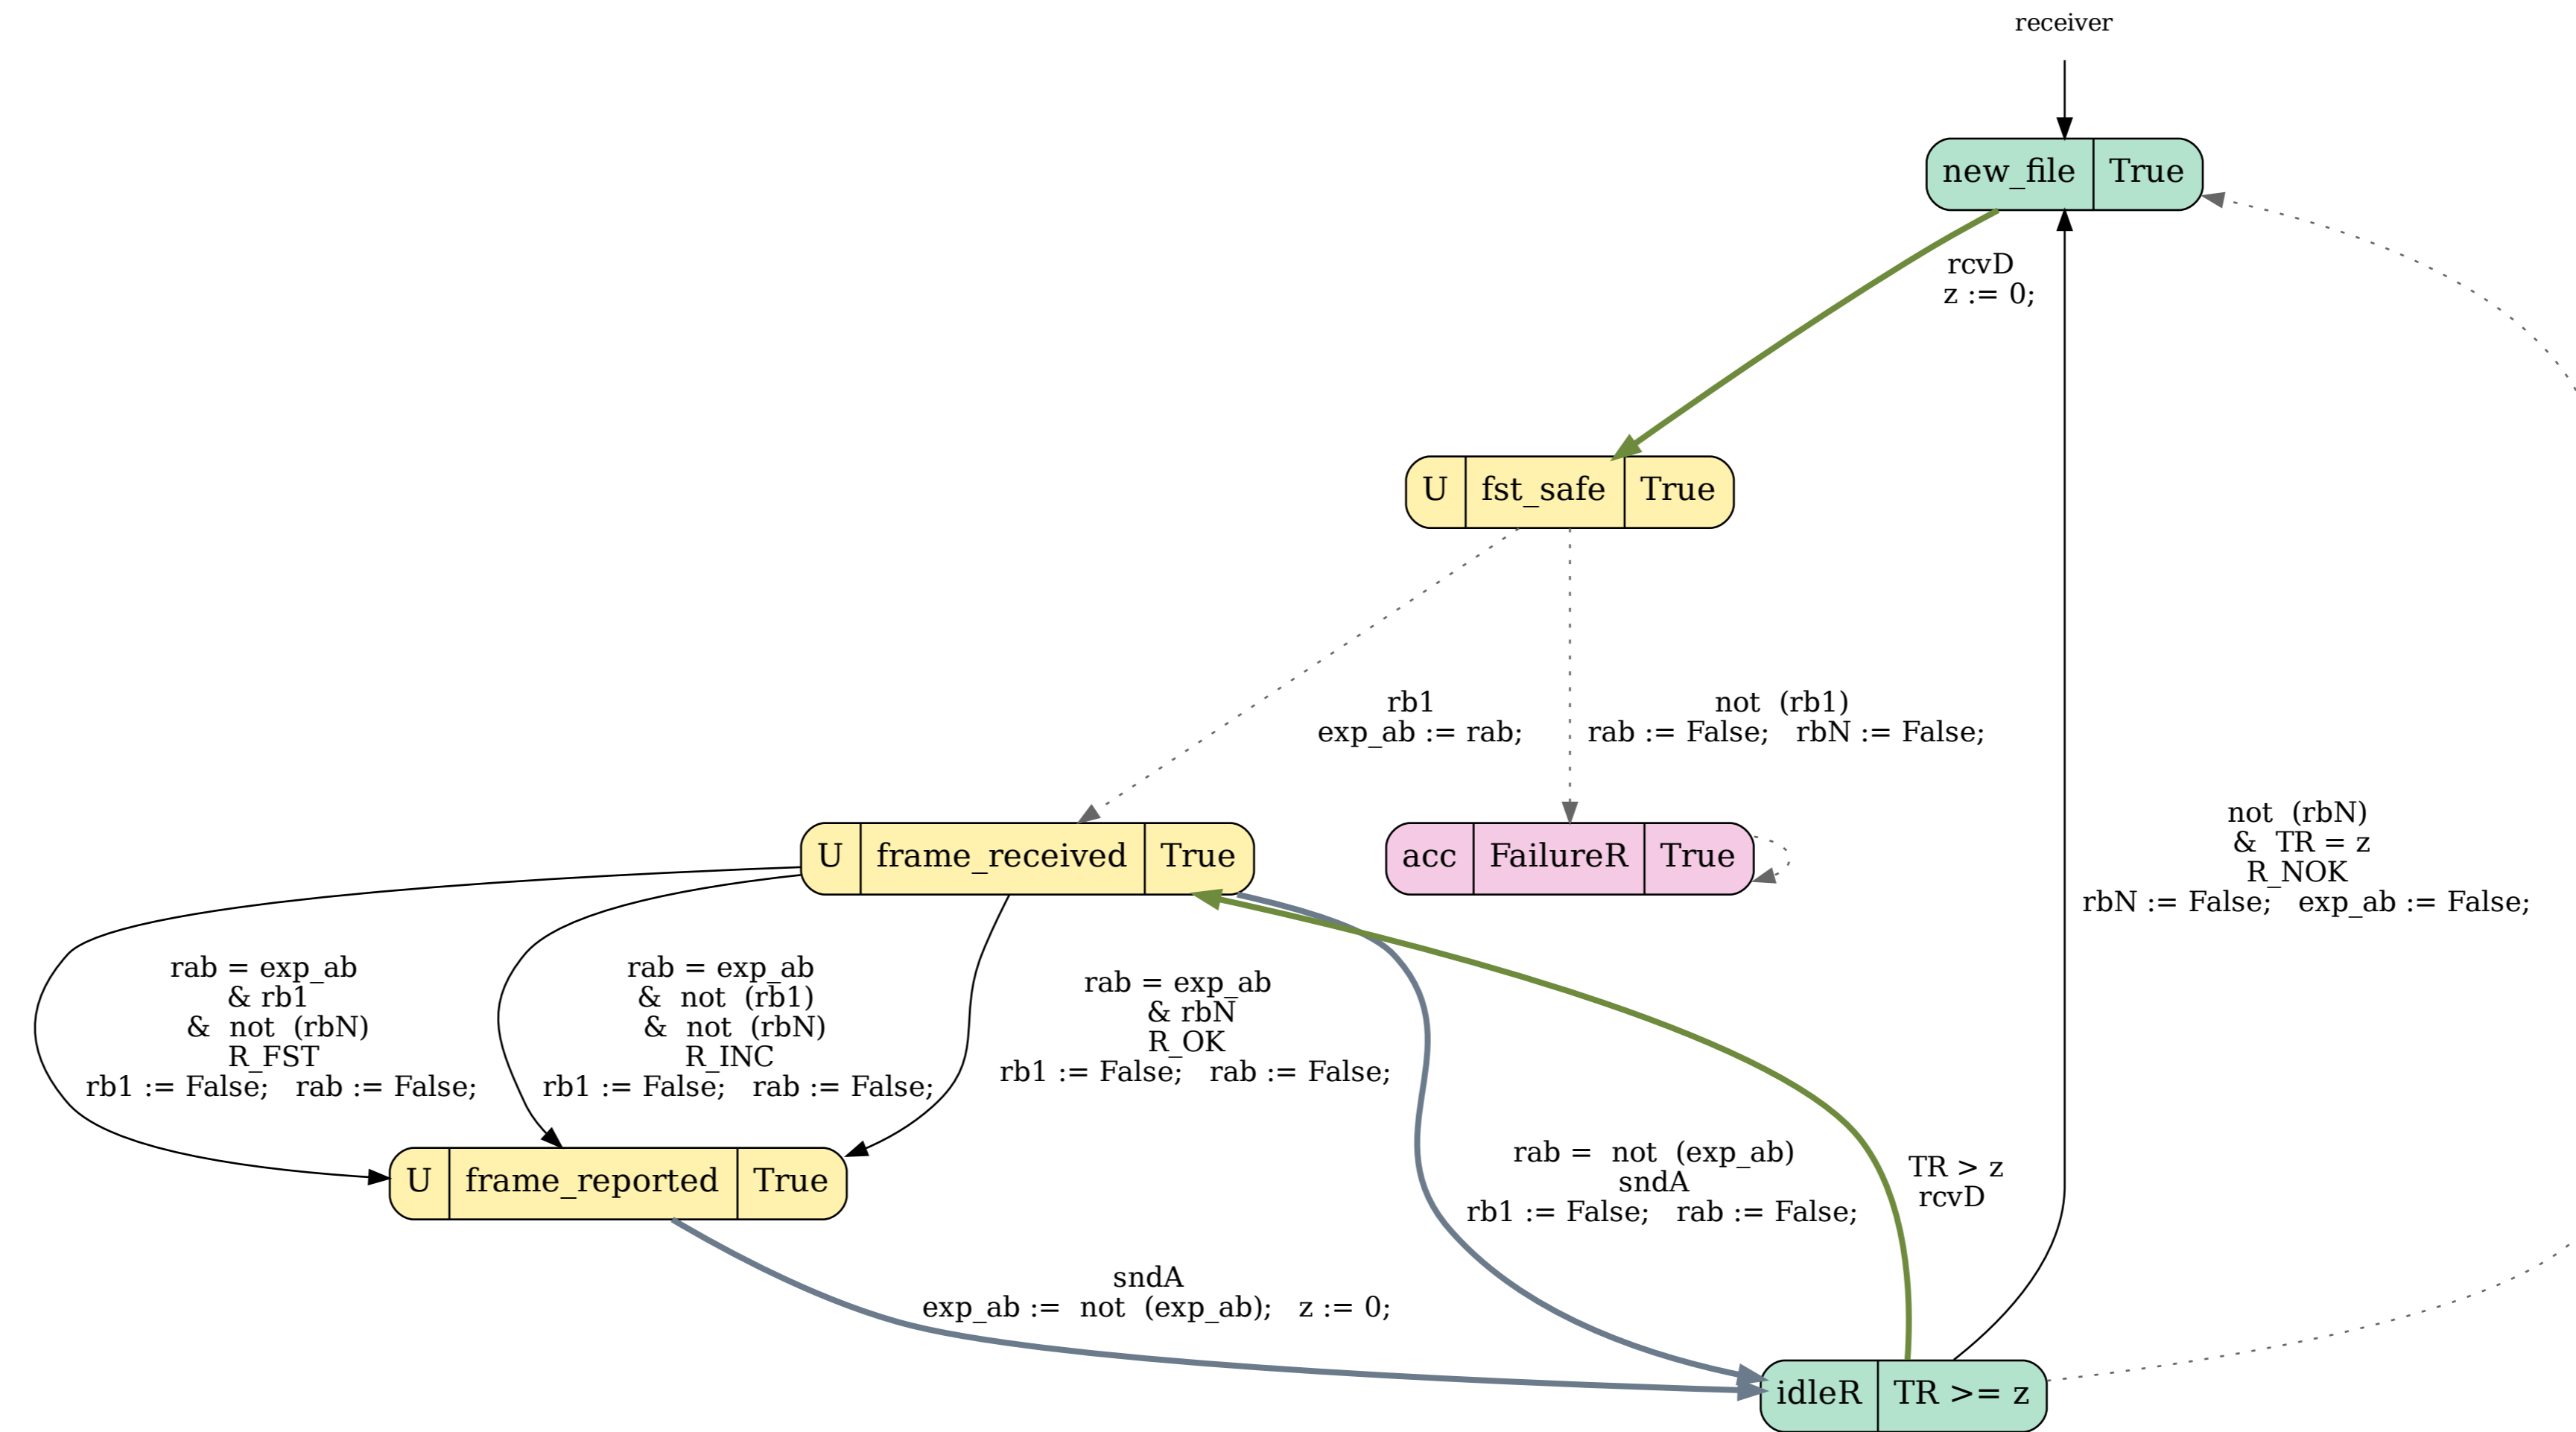 receiver
new_file True
rcvD
z := 0;
U fst_safe True
rb1
exp_ab := rab;
not (rb1)
rab := False; rbN := False;
not (rbN)
& TR = z
R_NOK
rbN := False; exp_ab := False;
U frame_received True
acc FailureR True
rab = exp_ab
& rb1
& not (rbN)
R_FST
rb1 := False; rab := False;
rab = exp_ab
& not (rb1)
& not (rbN)
R_INC
rb1 := False; rab := False;
rab = exp_ab
& rbN
R_OK
rb1 := False; rab := False;
rab = not (exp_ab)
sndA
rb1 := False; rab := False;
TR > z
rcvD
U frame_reported True
sndA
exp_ab := not (exp_ab); z := 0;
idleR TR >= z